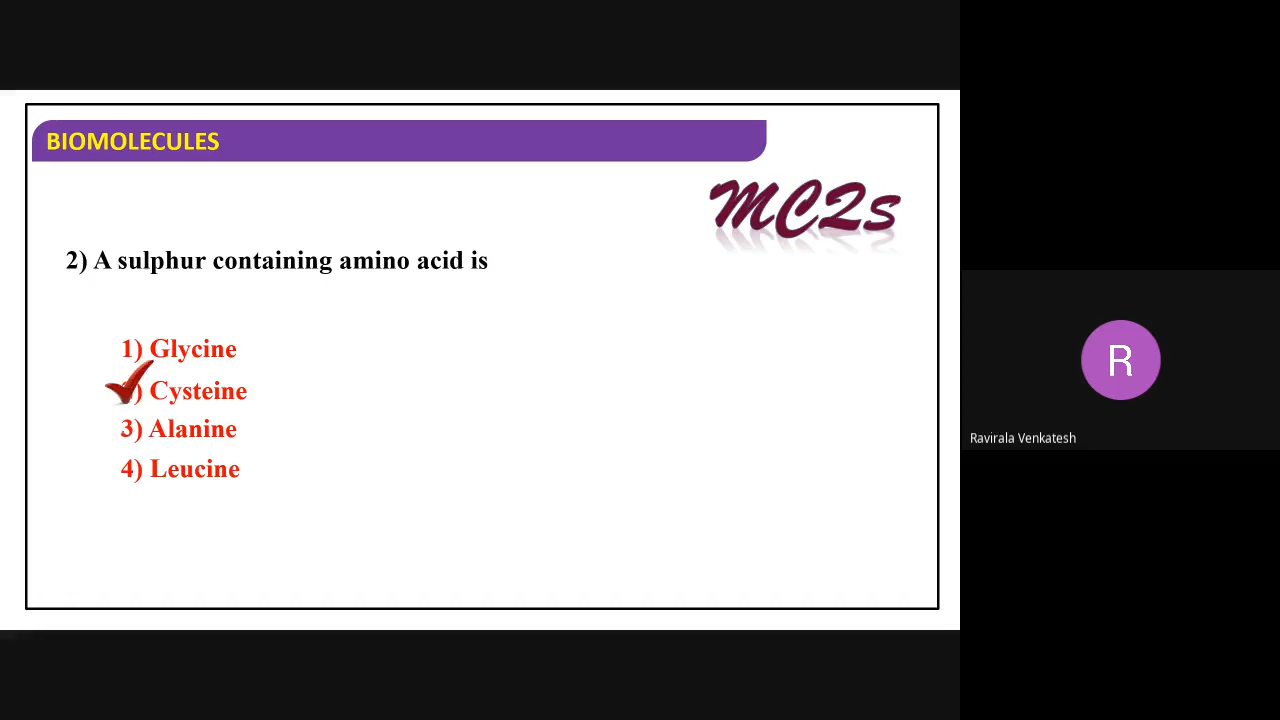 BIOMOLECULES
MCQs
2) A sulphur containing amino acid is
1) Glycine
) Cysteine
3) Alanine
4) Leucine
R
Ravirala Venkatesh